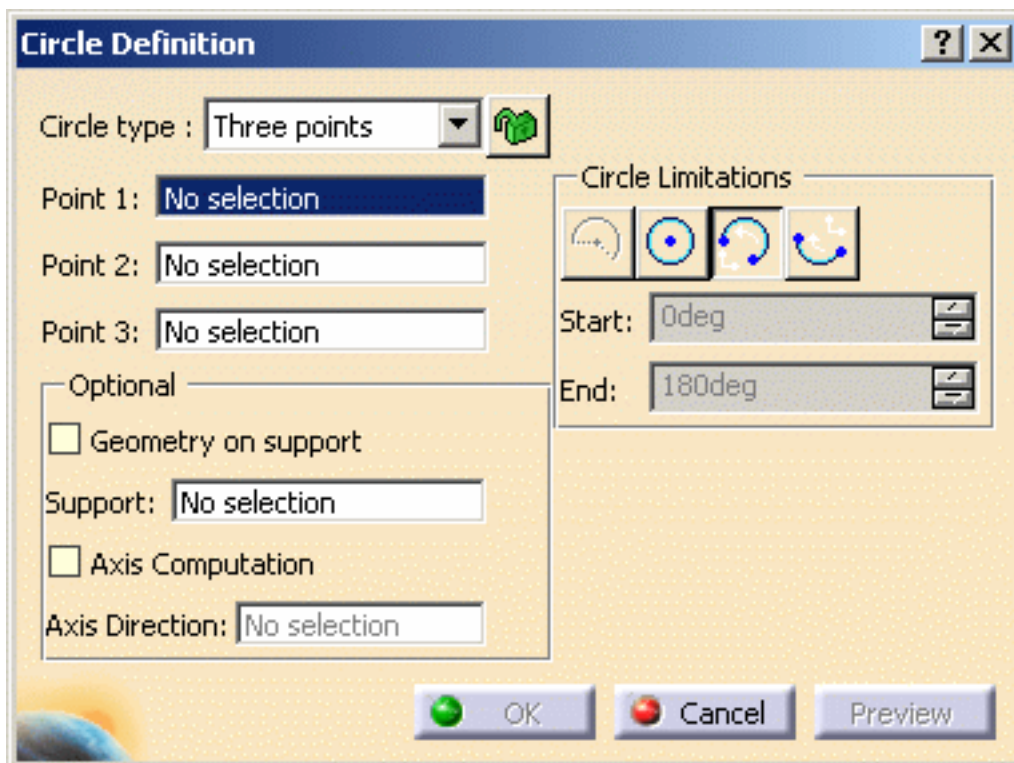 Circle Definition
Circle type : Three points
Point 1: No selection
Point 2: No selection
Point 3: No selection
Circle Limitations
Start: 0deg
End: 180deg
Optional
Geometry on support
Support: No selection
Axis Computation
Axis Direction: No selection
OK Cancel Preview